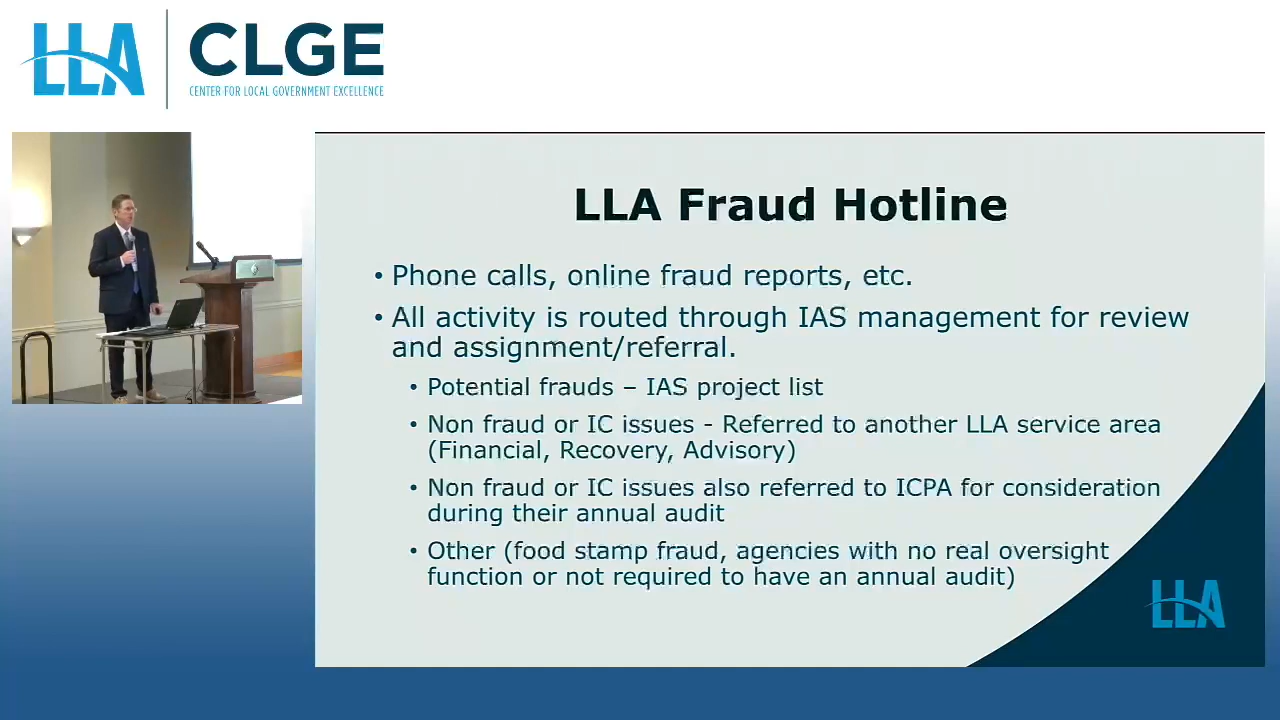 LLA
CLGE
CENTER FOR LOCAL GOVERNMENT EXCELLENCE
LLA Fraud Hotline
• Phone calls, online fraud reports, etc.
• All activity is routed through IAS management for review
and assignment/referral.
• Potential frauds – IAS project list
• Non fraud or IC issues - Referred to another LLA service area
(Financial, Recovery, Advisory)
• Non fraud or IC issues also referred to ICPA for consideration
during their annual audit
• Other (food stamp fraud, agencies with no real oversight
function or not required to have an annual audit)
LLA